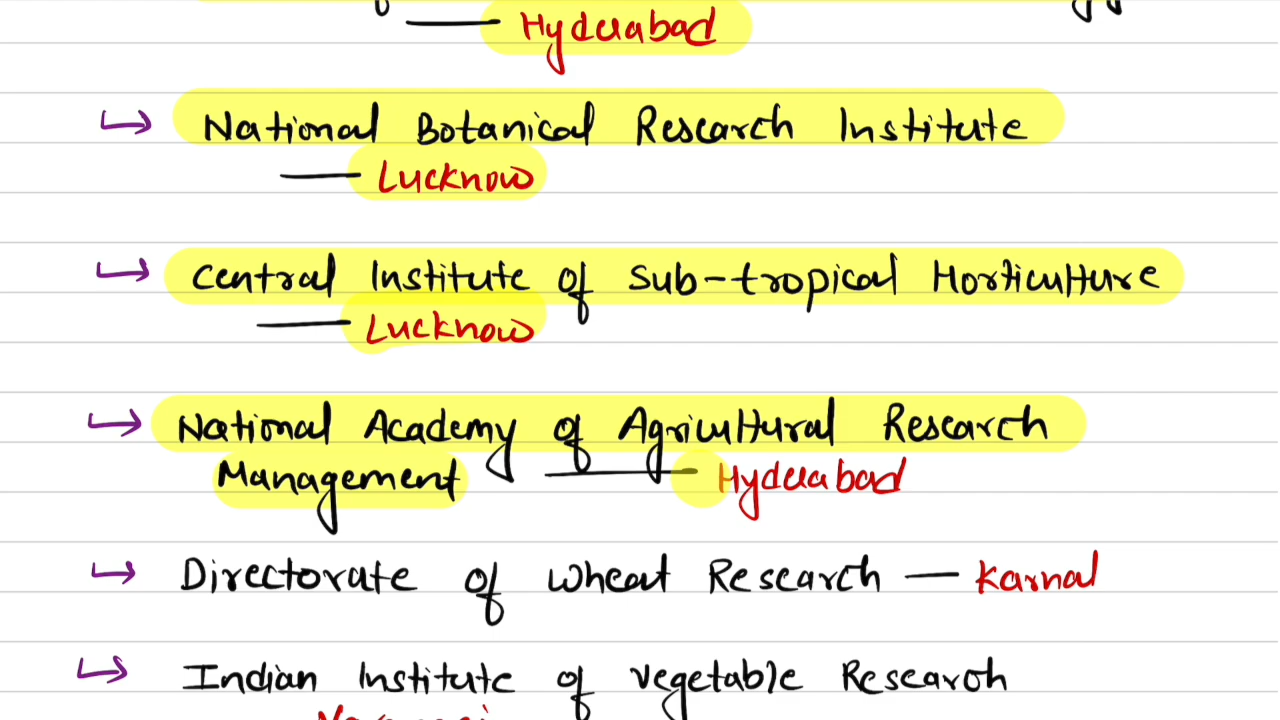 — Hyderabad
↳ National Botanical Research Institute
— Lucknow
↳ Central Institute of Sub-tropical Horticulture
— Lucknow
↳ National Academy of Agricultural Research
Management — Hyderabad
↳ Directorate of Wheat Research — Karnal
↳ Indian Institute of Vegetable Research